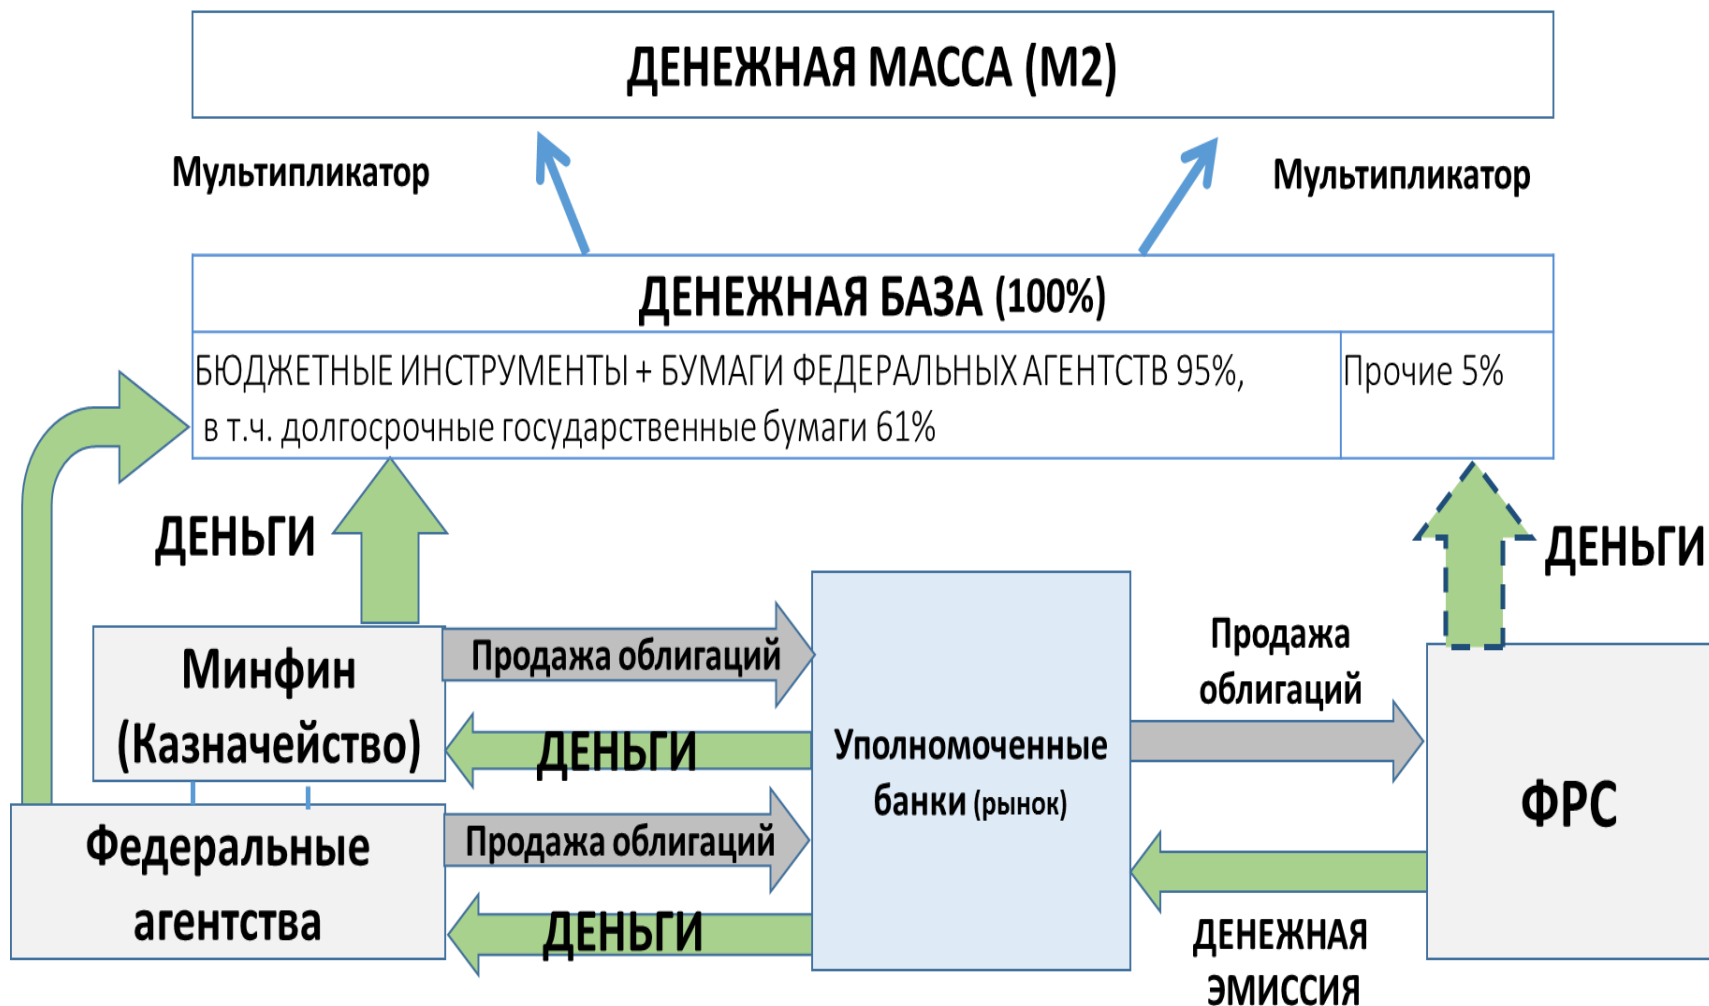 ДЕНЕЖНАЯ МАССА (М2)
Мультипликатор
Мультипликатор
ДЕНЕЖНАЯ БАЗА (100%)
БЮДЖЕТНЫЕ ИНСТРУМЕНТЫ + БУМАГИ ФЕДЕРАЛЬНЫХ АГЕНТСТВ 95%,
в т.ч. долгосрочные государственные бумаги 61%
Прочие 5%
ДЕНЬГИ
ДЕНЬГИ
Минфин
(Казначейство)
Продажа облигаций
ДЕНЬГИ
Федеральные
агентства
Продажа облигаций
ДЕНЬГИ
Уполномоченные
банки (рынок)
Продажа
облигаций
ФРС
ДЕНЕЖНАЯ
ЭМИССИЯ